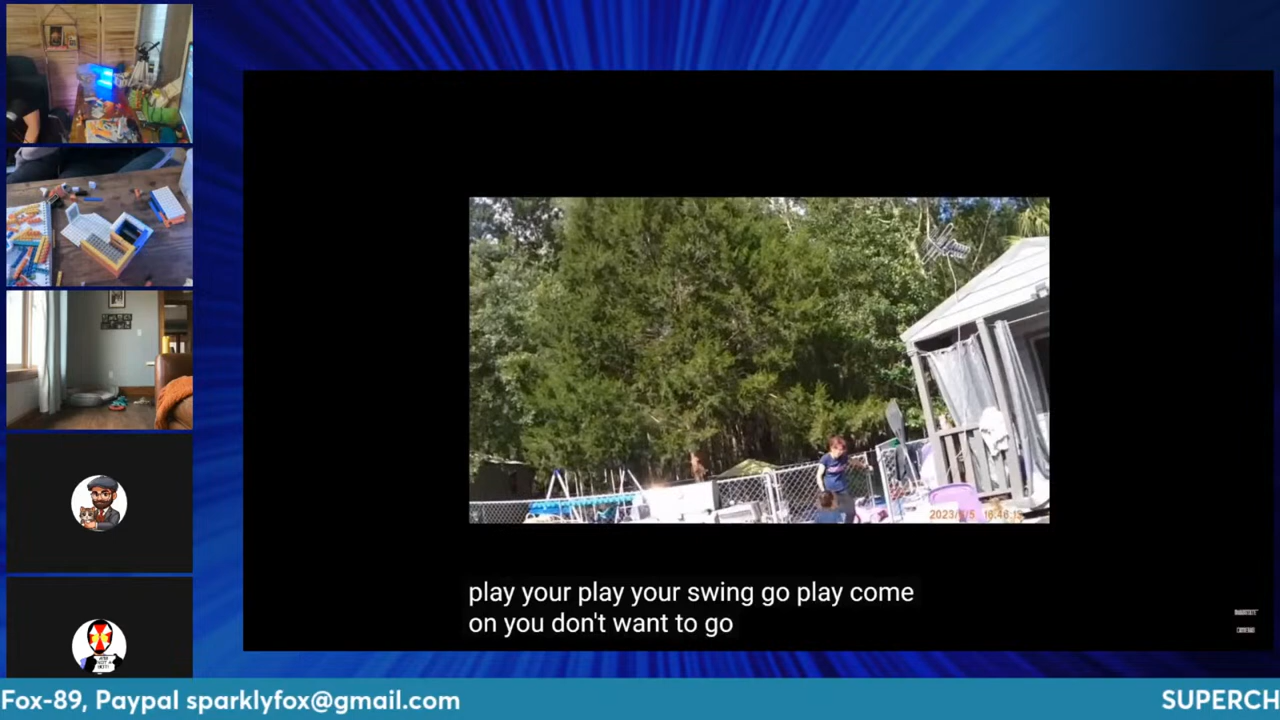 play your play your swing go play come
on you don't want to go
Fox-89, Paypal sparklyfox@gmail.com
SUPERCH